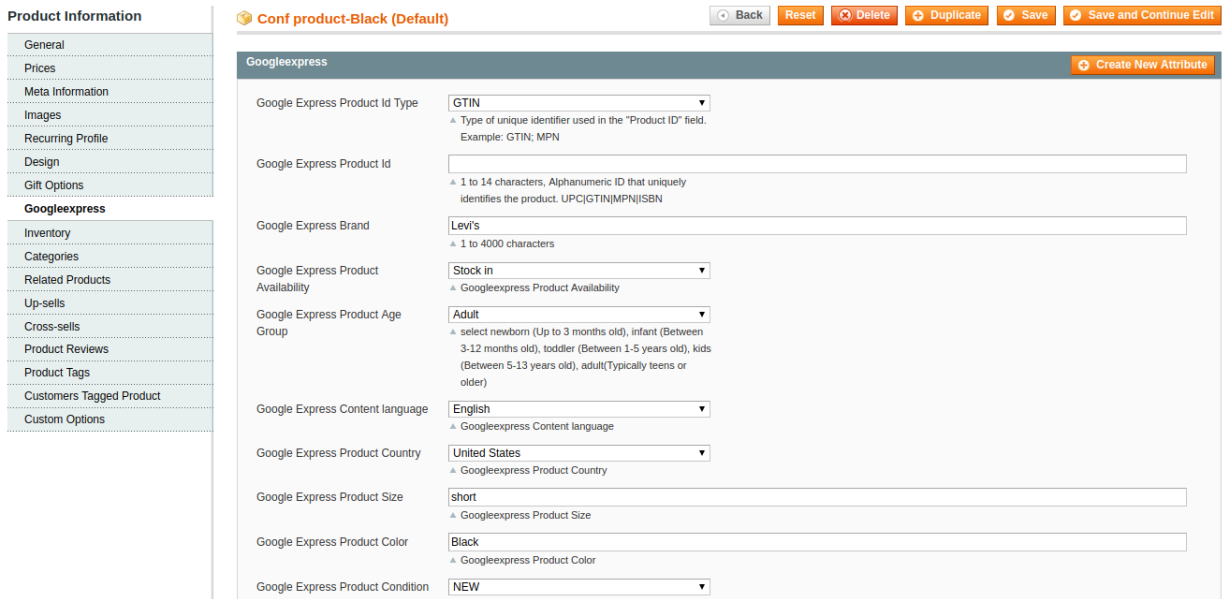 Product Information
General
Prices
Meta Information
Images
Recurring Profile
Design
Gift Options
Googleexpress
Inventory
Categories
Related Products
Up-sells
Cross-sells
Product Reviews
Product Tags
Customers Tagged Product
Custom Options
Conf product-Black (Default)
Back Reset Delete Duplicate Save Save and Continue Edit
Googleexpress
Create New Attribute
Google Express Product Id Type
GTIN
Type of unique identifier used in the "Product ID" field.
Example: GTIN; MPN
Google Express Product Id
1 to 14 characters, Alphanumeric ID that uniquely
identifies the product. UPC|GTIN|MPN|ISBN
Google Express Brand
Levi's
1 to 4000 characters
Google Express Product
Availability
Stock in
Googleexpress Product Availability
Google Express Product Age
Group
Adult
select newborn (Up to 3 months old), infant (Between
3-12 months old), toddler (Between 1-5 years old), kids
(Between 5-13 years old), adult(Typically teens or
older)
Google Express Content language
English
Googleexpress Content language
Google Express Product Country
United States
Googleexpress Product Country
Google Express Product Size
short
Googleexpress Product Size
Google Express Product Color
Black
Googleexpress Product Color
Google Express Product Condition
NEW